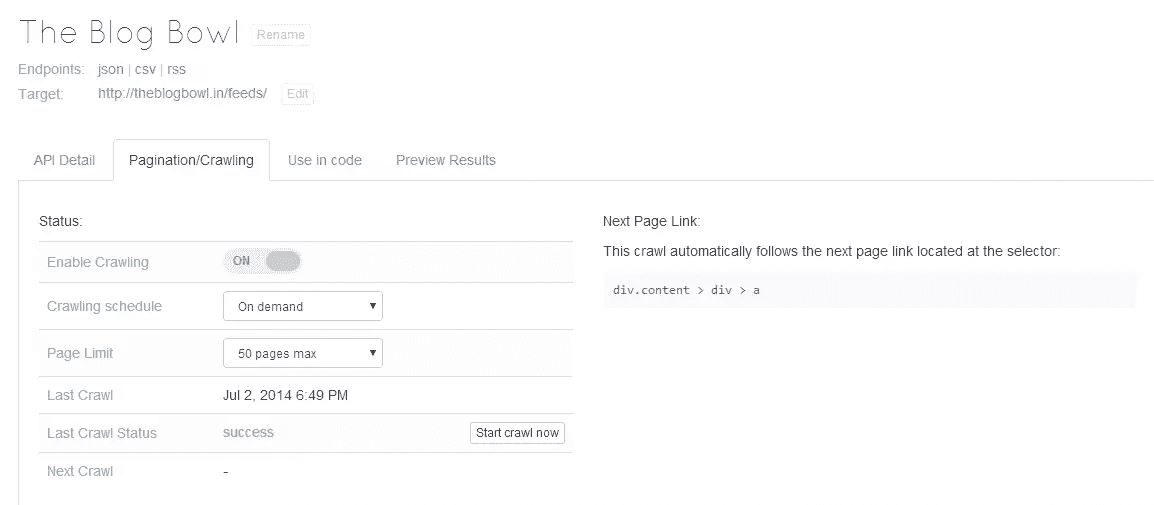 The Blog Bowl Rename
Endpoints: json | csv | rss
Target: http://theblogbowl.in/feeds/ Edit
API Detail Pagination/Crawling Use in code Preview Results
Status:
Enable Crawling ON
Crawling schedule On demand
Page Limit 50 pages max
Last Crawl Jul 2, 2014 6:49 PM
Last Crawl Status success Start crawl now
Next Crawl -
Next Page Link:
This crawl automatically follows the next page link located at the selector:
div.content > div > a